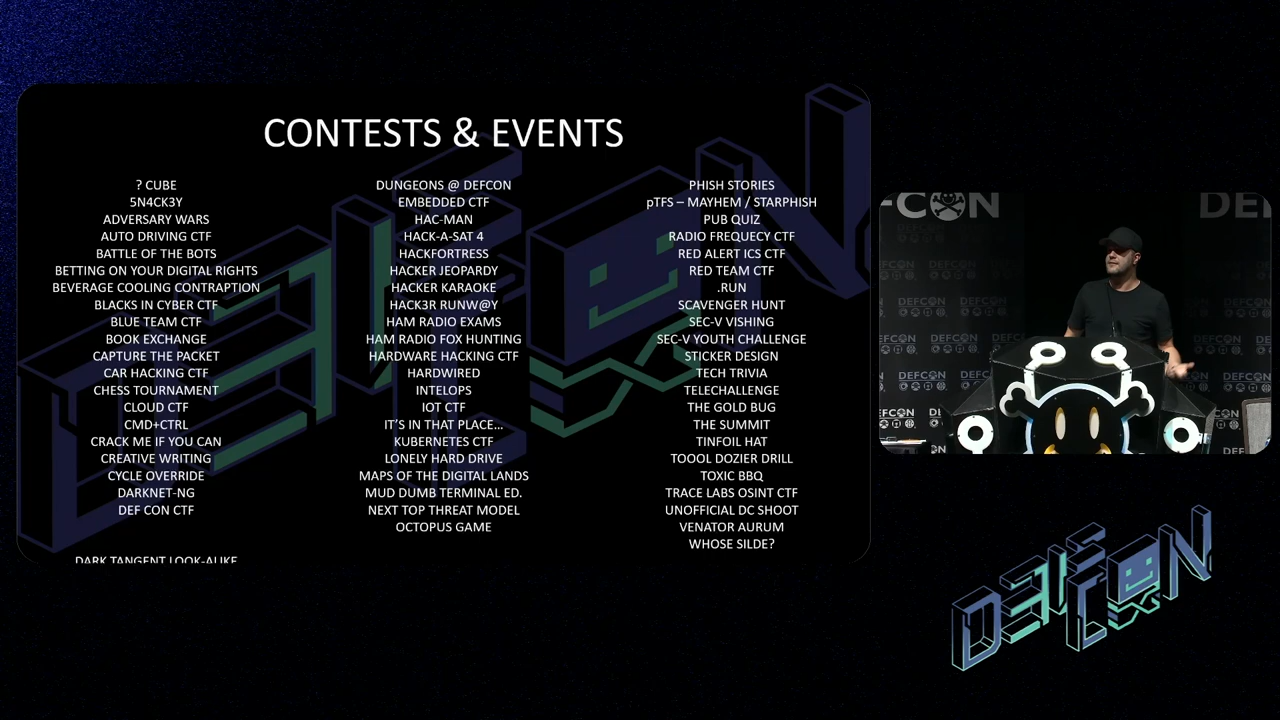 CONTESTS & EVENTS
? CUBE
5N4CK3Y
ADVERSARY WARS
AUTO DRIVING CTF
BATTLE OF THE BOTS
BETTING ON YOUR DIGITAL RIGHTS
BEVERAGE COOLING CONTRAPTION
BLACKS IN CYBER CTF
BLUE TEAM CTF
BOOK EXCHANGE
CAPTURE THE PACKET
CAR HACKING CTF
CHESS TOURNAMENT
CLOUD CTF
CMD+CTRL
CRACK ME IF YOU CAN
CREATIVE WRITING
CYCLE OVERRIDE
DARKNET-NG
DEF CON CTF
DARK TANGENT LOOK-ALIKE
DUNGEONS @ DEFCON
EMBEDDED CTF
HAC-MAN
HACK-A-SAT 4
HACKFORTRESS
HACKER JEOPARDY
HACKER KARAOKE
HACK3R RUNW@Y
HAM RADIO EXAMS
HAM RADIO FOX HUNTING
HARDWARE HACKING CTF
HARDWIRED
INTELOPS
IOT CTF
IT'S IN THAT PLACE...
KUBERNETES CTF
LONELY HARD DRIVE
MAPS OF THE DIGITAL LANDS
MUD DUMB TERMINAL ED.
NEXT TOP THREAT MODEL
OCTOPUS GAME
PHISH STORIES
pTFS – MAYHEM / STARPHISH
PUB QUIZ
RADIO FREQUECY CTF
RED ALERT ICS CTF
RED TEAM CTF
.RUN
SCAVENGER HUNT
SEC-V VISHING
SEC-V YOUTH CHALLENGE
STICKER DESIGN
TECH TRIVIA
TELECHALLENGE
THE GOLD BUG
THE SUMMIT
TINFOIL HAT
TOOOL DOZIER DRILL
TOXIC BBQ
TRACE LABS OSINT CTF
UNOFFICIAL DC SHOOT
VENATOR AURUM
WHOSE SILDE?
-CON DE
DEFCON DEFCON DEFCON DEFCON
DEFCON